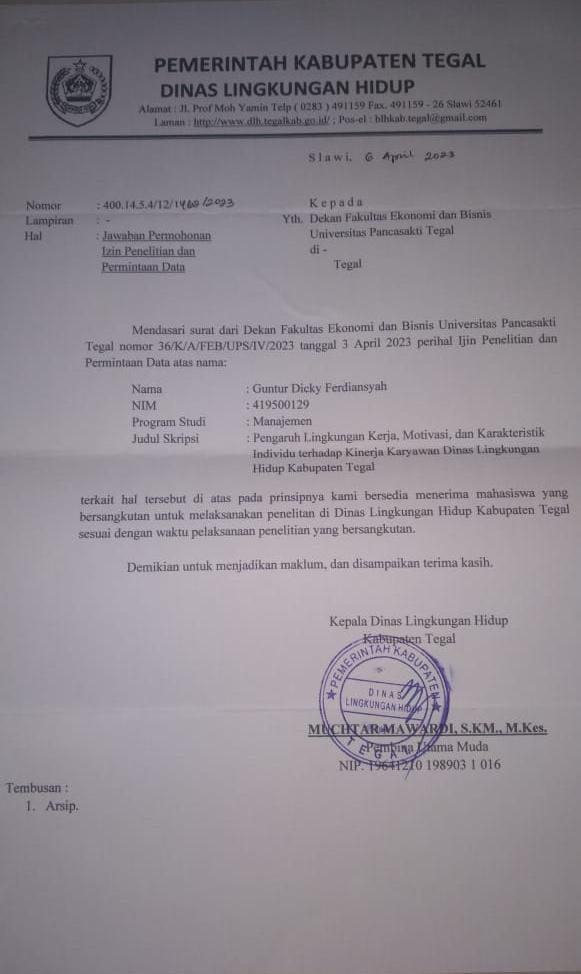 PEMERINTAH KABUPATEN TEGAL
DINAS LINGKUNGAN HIDUP
Alamat : Jl. Prof Moh Yamin Telp ( 0283 ) 491159 Fax. 491159 - 26 Slawi 52461
Laman : http://www.dlh.tegalkab.go.id/ ; Pos-el : blhkab.tegal@gmail.com
Slawi, 6 April 2023
Nomor : 400.14.5.4/12/1460/2023
Lampiran : -
Hal : Jawaban Permohonan
Izin Penelitian dan
Permintaan Data
Kepada
Yth. Dekan Fakultas Ekonomi dan Bisnis
Universitas Pancasakti Tegal
di -
Tegal
Mendasari surat dari Dekan Fakultas Ekonomi dan Bisnis Universitas Pancasakti
Tegal nomor 36/K/A/FEB/UPS/IV/2023 tanggal 3 April 2023 perihal Ijin Penelitian dan
Permintaan Data atas nama:
Nama : Guntur Dicky Ferdiansyah
NIM : 419500129
Program Studi : Manajemen
Judul Skripsi : Pengaruh Lingkungan Kerja, Motivasi, dan Karakteristik
Individu terhadap Kinerja Karyawan Dinas Lingkungan
Hidup Kabupaten Tegal
terkait hal tersebut di atas pada prinsipnya kami bersedia menerima mahasiswa yang
bersangkutan untuk melaksanakan penelitan di Dinas Lingkungan Hidup Kabupaten Tegal
sesuai dengan waktu pelaksanaan penelitian yang bersangkutan.
Demikian untuk menjadikan maklum, dan disampaikan terima kasih.
Kepala Dinas Lingkungan Hidup
Kabupaten Tegal
PEMERINTAH KABUPATEN
DINAS
LINGKUNGAN HIDUP
TEGAL
MUCHTAR MAWARDI, S.KM., M.Kes.
Pembina Utama Muda
NIP. 19641210 198903 1 016
Tembusan :
1. Arsip.